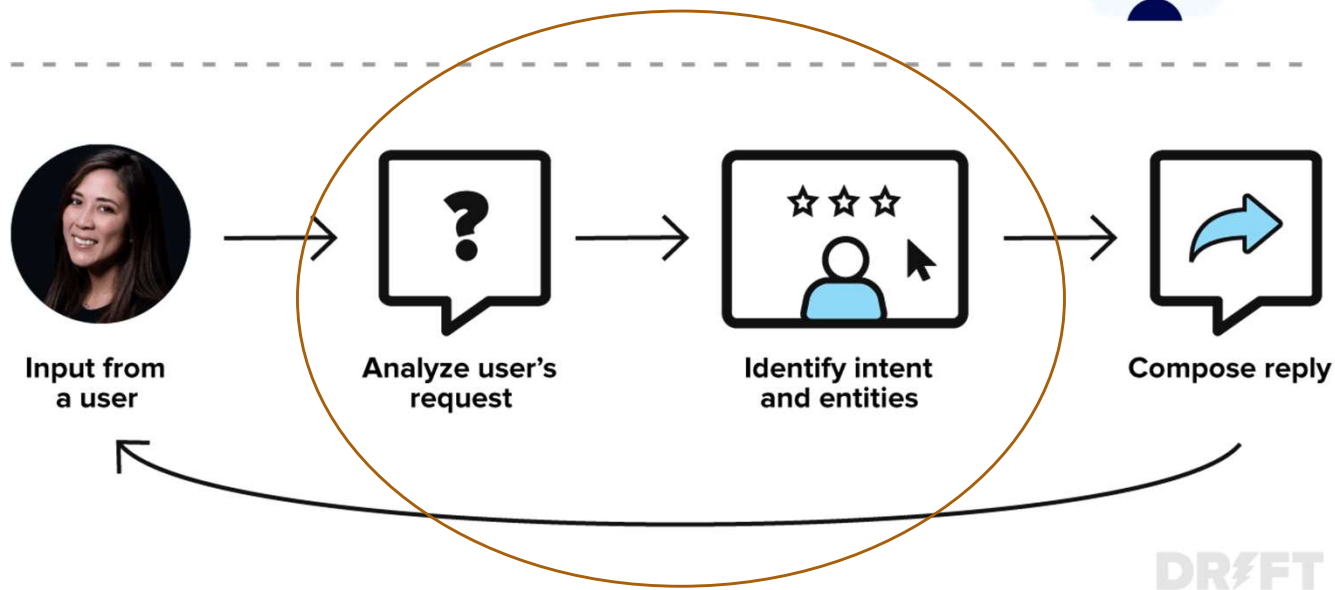 Input from
a user
Analyze user's
request
Identify intent
and entities
Compose reply
DRIFT